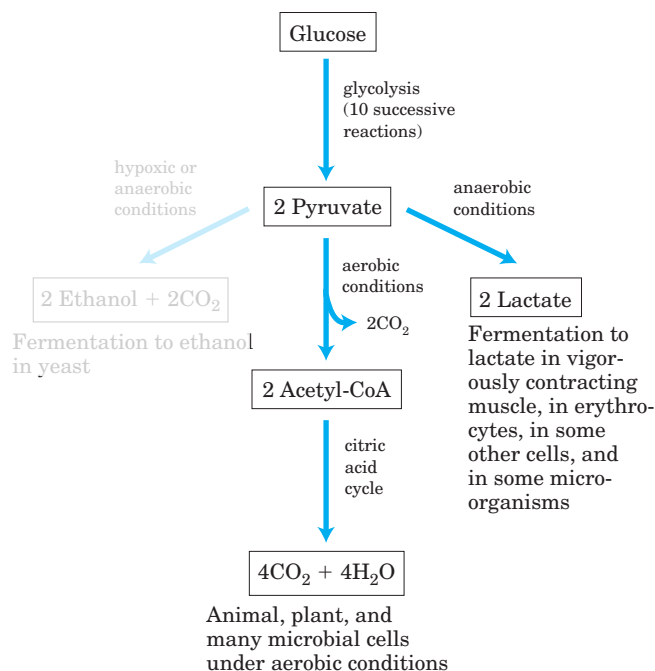 Glucose
glycolysis
(10 successive
reactions)
hypoxic or
anaerobic
conditions
2 Pyruvate
anaerobic
conditions
2 Ethanol + 2CO₂
Fermentation to ethanol
in yeast
aerobic
conditions
2CO₂
2 Lactate
Fermentation to
lactate in vigor-
ously contracting
muscle, in erythro-
cytes, in some
other cells, and
in some micro-
organisms
2 Acetyl-CoA
citric
acid
cycle
4CO₂ + 4H₂O
Animal, plant, and
many microbial cells
under aerobic conditions